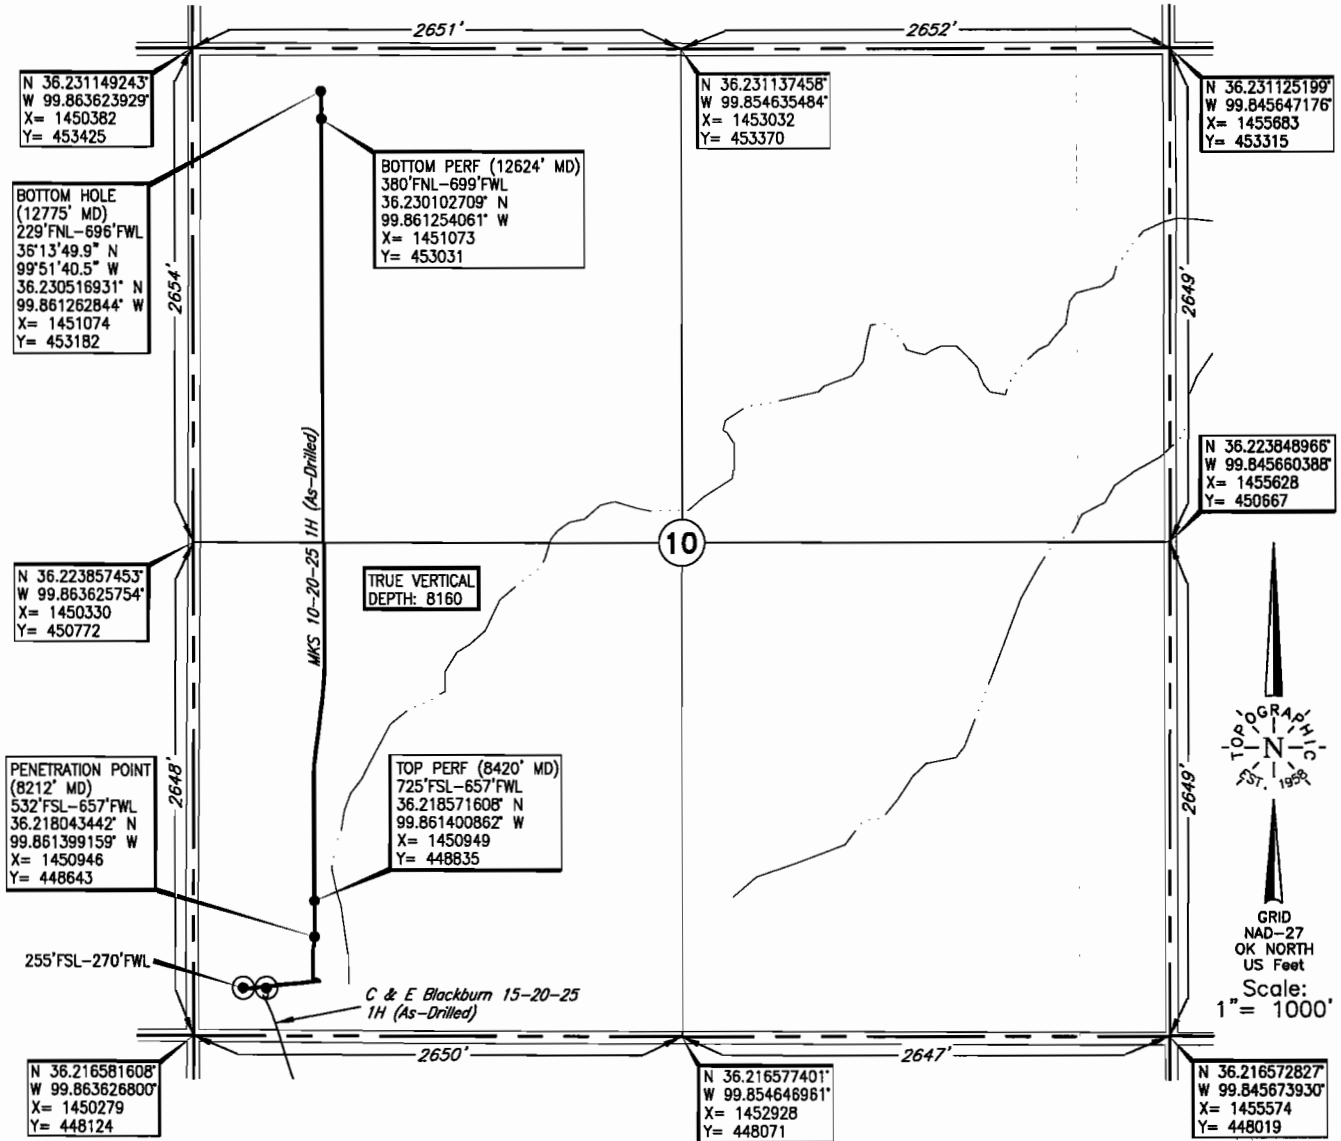 2651'
2652'
N 36.231149243°
W 99.863623929°
X= 1450382
Y= 453425
N 36.231137458°
W 99.854635484°
X= 1453032
Y= 453370
N 36.231125199°
W 99.845647176°
X= 1455683
Y= 453315
BOTTOM HOLE
(12775' MD)
229'FNL-696'FWL
36°13'49.9" N
99°51'40.5" W
36.230516931° N
99.861262844° W
X= 1451074
Y= 453182
BOTTOM PERF (12624' MD)
380'FNL-699'FWL
36.230102709° N
99.861254061° W
X= 1451073
Y= 453031
2654'
2649'
MKS 10-20-25 1H (As-Drilled)
N 36.223848966°
W 99.845660388°
X= 1455628
Y= 450667
10
N 36.223857453°
W 99.863625754°
X= 1450330
Y= 450772
TRUE VERTICAL
DEPTH: 8160
TOPOGRAPHIC
N
EST. 1958
PENETRATION POINT
(8212' MD)
532'FSL-657'FWL
36.218043442° N
99.861399159° W
X= 1450946
Y= 448643
2648'
TOP PERF (8420' MD)
725'FSL-657'FWL
36.218571608° N
99.861400862° W
X= 1450949
Y= 448835
2649'
GRID
NAD-27
OK NORTH
US Feet
Scale:
1"= 1000'
255'FSL-270'FWL
C & E Blackburn 15-20-25
1H (As-Drilled)
2650'
2647'
N 36.216581608°
W 99.863626800°
X= 1450279
Y= 448124
N 36.216577401°
W 99.854646961°
X= 1452928
Y= 448071
N 36.216572827°
W 99.845673930°
X= 1455574
Y= 448019